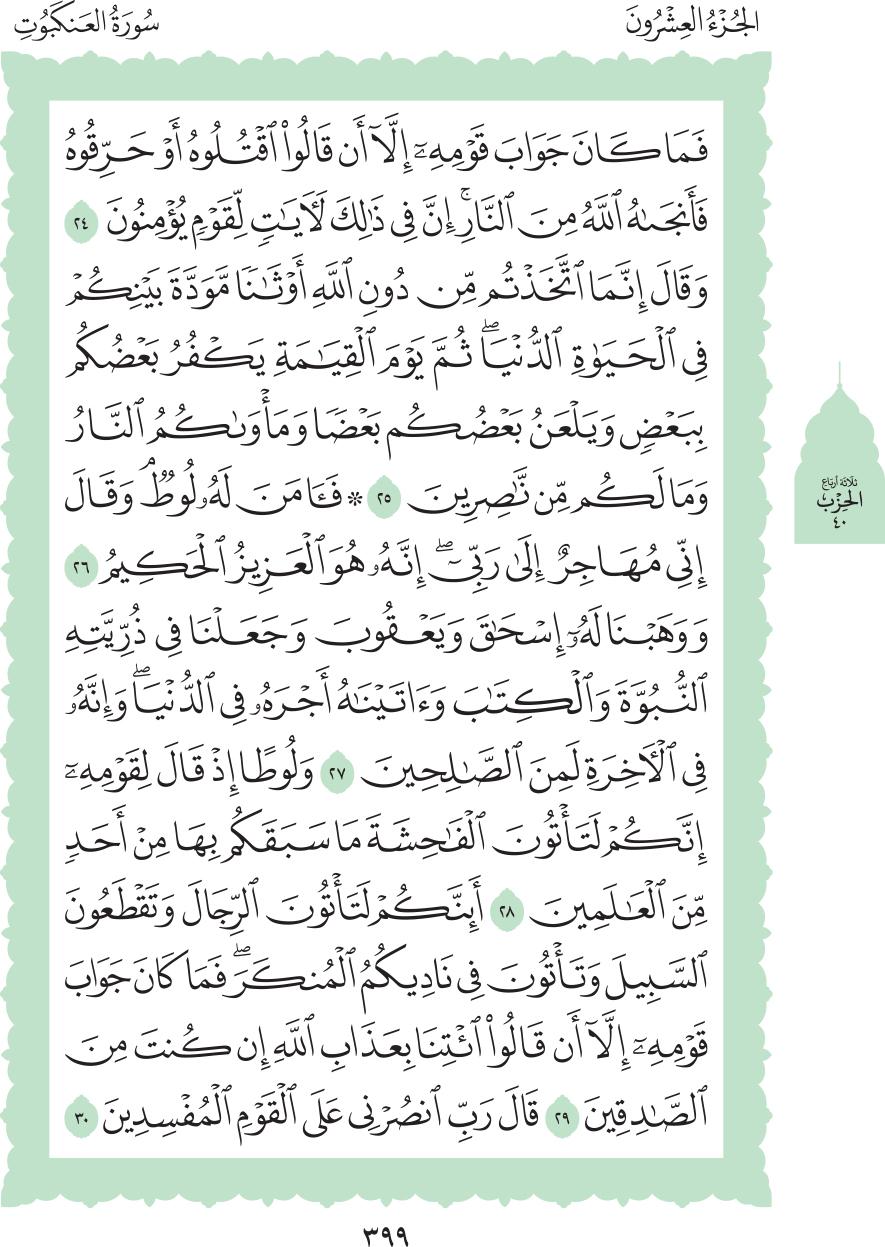 الجُزْءُ العِشْرُونَ
سُورَةُ العَنكَبُوتِ
فَمَا كَانَ جَوَابَ قَوْمِهِۦٓ إِلَّآ أَن قَالُوا۟ ٱقْتُلُوهُ أَوْ حَرِّقُوهُ
فَأَنجَىٰهُ ٱللَّهُ مِنَ ٱلنَّارِۚ إِنَّ فِى ذَٰلِكَ لَـَٔايَـٰتٍ لِّقَوْمٍ يُؤْمِنُونَ ٢٤
وَقَالَ إِنَّمَا ٱتَّخَذْتُم مِّن دُونِ ٱللَّهِ أَوْثَـٰنًا مَّوَدَّةَ بَيْنِكُمْ
فِى ٱلْحَيَوٰةِ ٱلدُّنْيَاۖ ثُمَّ يَوْمَ ٱلْقِيَـٰمَةِ يَكْفُرُ بَعْضُكُم
بِبَعْضٍ وَيَلْعَنُ بَعْضُكُم بَعْضًا وَمَأْوَىٰكُمُ ٱلنَّارُ
وَمَا لَكُم مِّن نَّـٰصِرِينَ ٢٥ ۞ فَـَٔامَنَ لَهُۥ لُوطٌۘ وَقَالَ
إِنِّى مُهَاجِرٌ إِلَىٰ رَبِّىٓۖ إِنَّهُۥ هُوَ ٱلْعَزِيزُ ٱلْحَكِيمُ ٢٦
وَوَهَبْنَا لَهُۥٓ إِسْحَـٰقَ وَيَعْقُوبَ وَجَعَلْنَا فِى ذُرِّيَّتِهِ
ٱلنُّبُوَّةَ وَٱلْكِتَـٰبَ وَءَاتَيْنَـٰهُ أَجْرَهُۥ فِى ٱلدُّنْيَاۖ وَإِنَّهُۥ
فِى ٱلْـَٔاخِرَةِ لَمِنَ ٱلصَّـٰلِحِينَ ٢٧ وَلُوطًا إِذْ قَالَ لِقَوْمِهِۦٓ
إِنَّكُمْ لَتَأْتُونَ ٱلْفَـٰحِشَةَ مَا سَبَقَكُم بِهَا مِنْ أَحَدٍ
مِّنَ ٱلْعَـٰلَمِينَ ٢٨ أَئِنَّكُمْ لَتَأْتُونَ ٱلرِّجَالَ وَتَقْطَعُونَ
ٱلسَّبِيلَ وَتَأْتُونَ فِى نَادِيكُمُ ٱلْمُنكَرَۖ فَمَا كَانَ جَوَابَ
قَوْمِهِۦٓ إِلَّآ أَن قَالُوا۟ ٱئْتِنَا بِعَذَابِ ٱللَّهِ إِن كُنتَ مِنَ
ٱلصَّـٰدِقِينَ ٢٩ قَالَ رَبِّ ٱنصُرْنِى عَلَى ٱلْقَوْمِ ٱلْمُفْسِدِينَ ٣٠
ثلاثة أرباع
الحزب
٤٠
٣٩٩